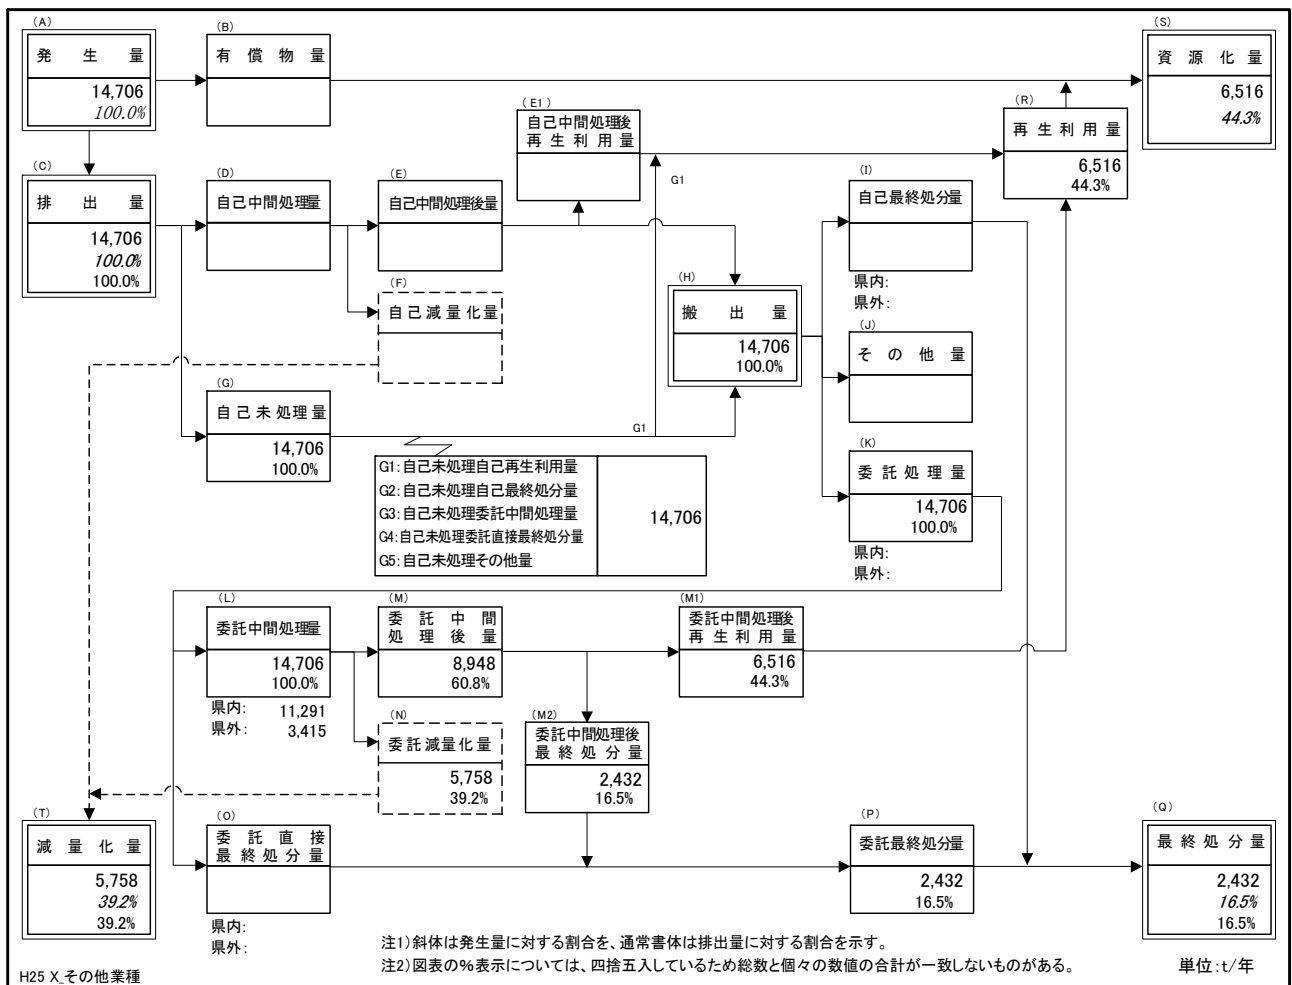 (A)
発生量
14,706
100.0%
(B)
有償物量
(S)
資源化量
6,516
44.3%
(E1)
自己中間処理後
再生利用量
(R)
再生利用量
6,516
44.3%
(C)
排出量
14,706
100.0%
100.0%
(D)
自己中間処理量
(E)
自己中間処理後量
G1
(I)
自己最終処分量
県内:
県外:
(F)
自己減量化量
(H)
搬出量
14,706
100.0%
(J)
その他量
(G)
自己未処理量
14,706
100.0%
G1
G1:自己未処理自己再生利用量
G2:自己未処理自己最終処分量
G3:自己未処理委託中間処理量
G4:自己未処理委託直接最終処分量
G5:自己未処理その他量
14,706
(K)
委託処理量
14,706
100.0%
県内:
県外:
(L)
委託中間処理量
14,706
100.0%
県内: 11,291
県外: 3,415
(M)
委託中間
処理後量
8,948
60.8%
(M1)
委託中間処理後
再生利用量
6,516
44.3%
(N)
委託減量化量
5,758
39.2%
(M2)
委託中間処理後
最終処分量
2,432
16.5%
(T)
減量化量
5,758
39.2%
39.2%
(O)
委託直接
最終処分量
県内:
県外:
(P)
委託最終処分量
2,432
16.5%
(Q)
最終処分量
2,432
16.5%
16.5%
注1)斜体は発生量に対する割合を、通常書体は排出量に対する割合を示す。
注2)図表の%表示については、四捨五入しているため総数と個々の数値の合計が一致しないものがある。
単位:t/年
H25 X_その他業種